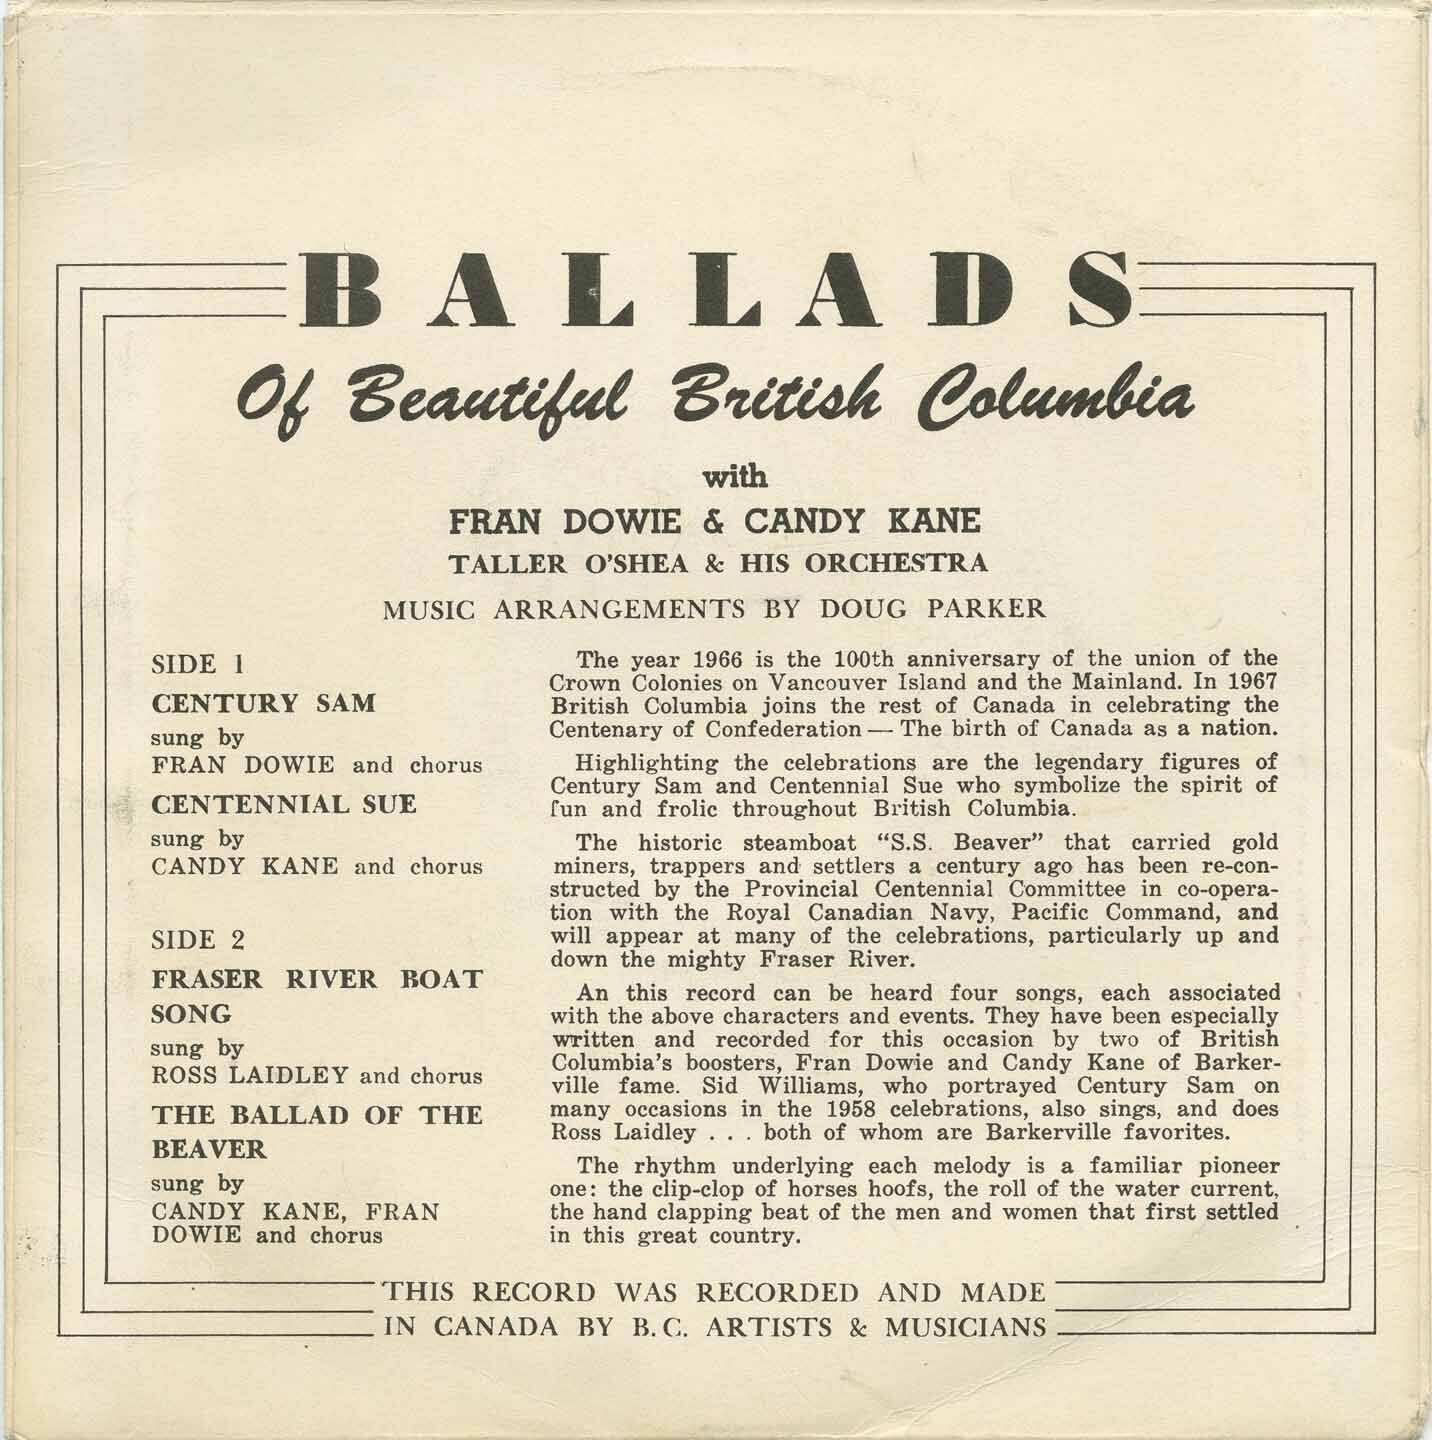 BALLADS
Of Beautiful British Columbia
with
FRAN DOWIE & CANDY KANE
TALLER O'SHEA & HIS ORCHESTRA
MUSIC ARRANGEMENTS BY DOUG PARKER
SIDE 1
CENTURY SAM
sung by
FRAN DOWIE and chorus
CENTENNIAL SUE
sung by
CANDY KANE and chorus
SIDE 2
FRASER RIVER BOAT
SONG
sung by
ROSS LAIDLEY and chorus
THE BALLAD OF THE
BEAVER
sung by
CANDY KANE, FRAN
DOWIE and chorus
The year 1966 is the 100th anniversary of the union of the
Crown Colonies on Vancouver Island and the Mainland. In 1967
British Columbia joins the rest of Canada in celebrating the
Centenary of Confederation — The birth of Canada as a nation.
Highlighting the celebrations are the legendary figures of
Century Sam and Centennial Sue who symbolize the spirit of
fun and frolic throughout British Columbia.
The historic steamboat "S.S. Beaver" that carried gold
miners, trappers and settlers a century ago has been re-con-
structed by the Provincial Centennial Committee in co-opera-
tion with the Royal Canadian Navy, Pacific Command, and
will appear at many of the celebrations, particularly up and
down the mighty Fraser River.
An this record can be heard four songs, each associated
with the above characters and events. They have been especially
written and recorded for this occasion by two of British
Columbia's boosters, Fran Dowie and Candy Kane of Barker-
ville fame. Sid Williams, who portrayed Century Sam on
many occasions in the 1958 celebrations, also sings, and does
Ross Laidley . . . both of whom are Barkerville favorites.
The rhythm underlying each melody is a familiar pioneer
one: the clip-clop of horses hoofs, the roll of the water current,
the hand clapping beat of the men and women that first settled
in this great country.
THIS RECORD WAS RECORDED AND MADE
IN CANADA BY B.C. ARTISTS & MUSICIANS